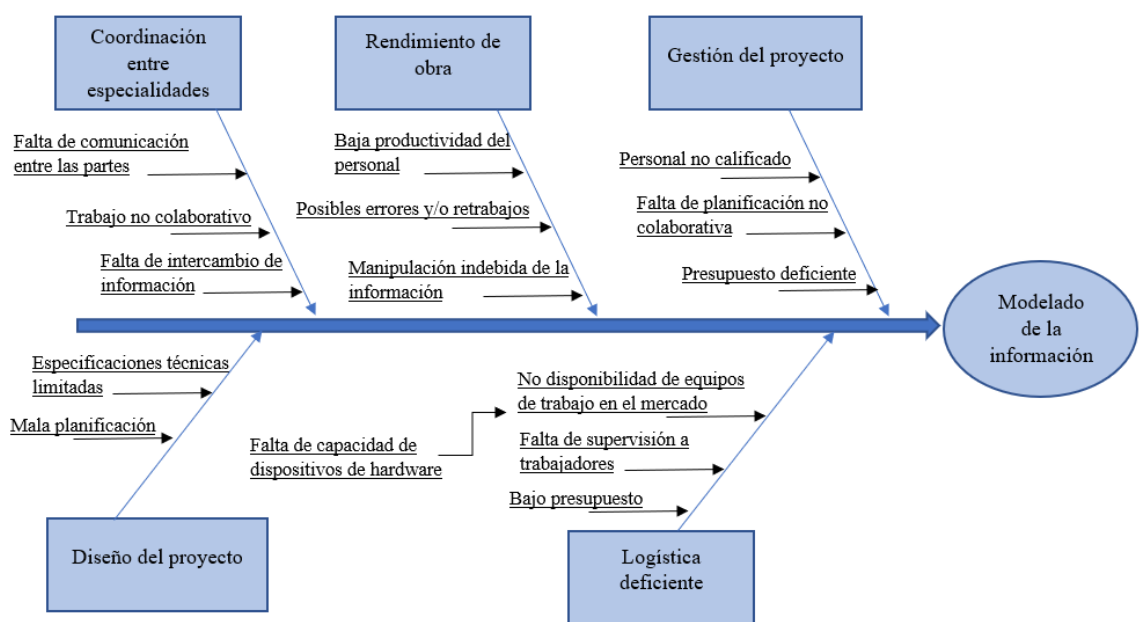 Coordinación
entre
especialidades
Rendimiento de
obra
Gestión del proyecto
Falta de comunicación
entre las partes
Trabajo no colaborativo
Falta de intercambio de
información
Baja productividad del
personal
Posibles errores y/o retrabajos
Manipulación indebida de la
información
Personal no calificado
Falta de planificación no
colaborativa
Presupuesto deficiente
Modelado
de la
información
Especificaciones técnicas
limitadas
Mala planificación
Falta de capacidad de
dispositivos de hardware
No disponibilidad de equipos
de trabajo en el mercado
Falta de supervisión a
trabajadores
Bajo presupuesto
Diseño del proyecto
Logística
deficiente